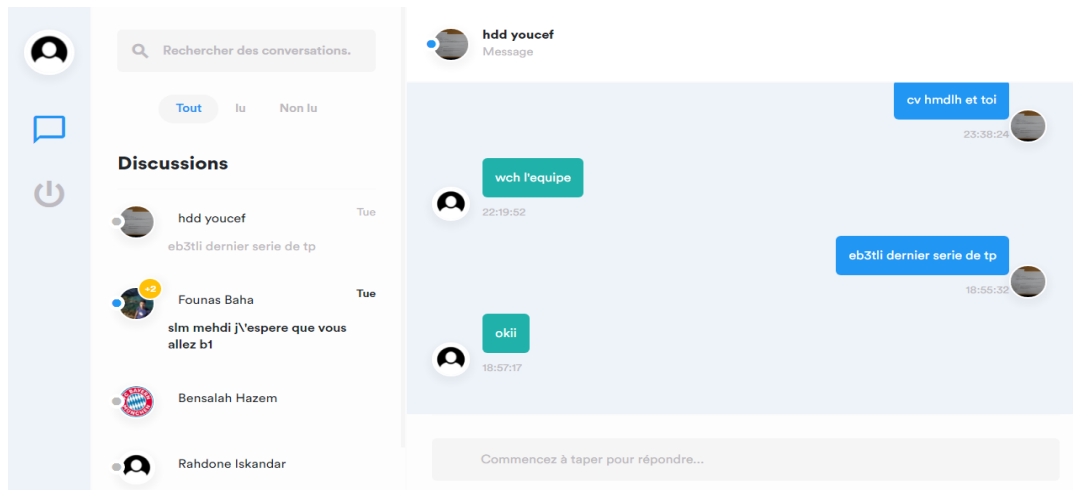 Rechercher des conversations.
Tout lu Non lu
Discussions
hdd youcef Tue
eb3tli dernier serie de tp
+2
Founas Baha Tue
slm mehdi j\'espere que vous
allez b1
Bensalah Hazem
Rahdone Iskandar
hdd youcef
Message
cv hmdlh et toi
23:38:24
wch l'equipe
22:19:52
eb3tli dernier serie de tp
18:55:32
okii
18:57:17
Commencez à taper pour répondre...